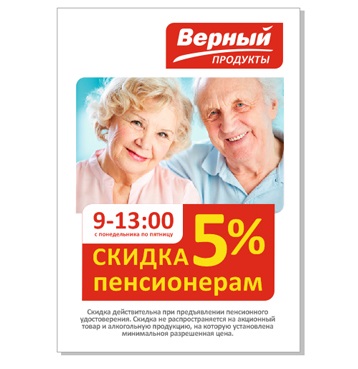 Верный
ПРОДУКТЫ
9-13:00
с понедельника по пятницу
СКИДКА 5%
пенсионерам
Скидка действительна при предъявлении пенсионного
удостоверения. Скидка не распространяется на акционный
товар и алкогольную продукцию, на которую установлена
минимальная разрешенная цена.